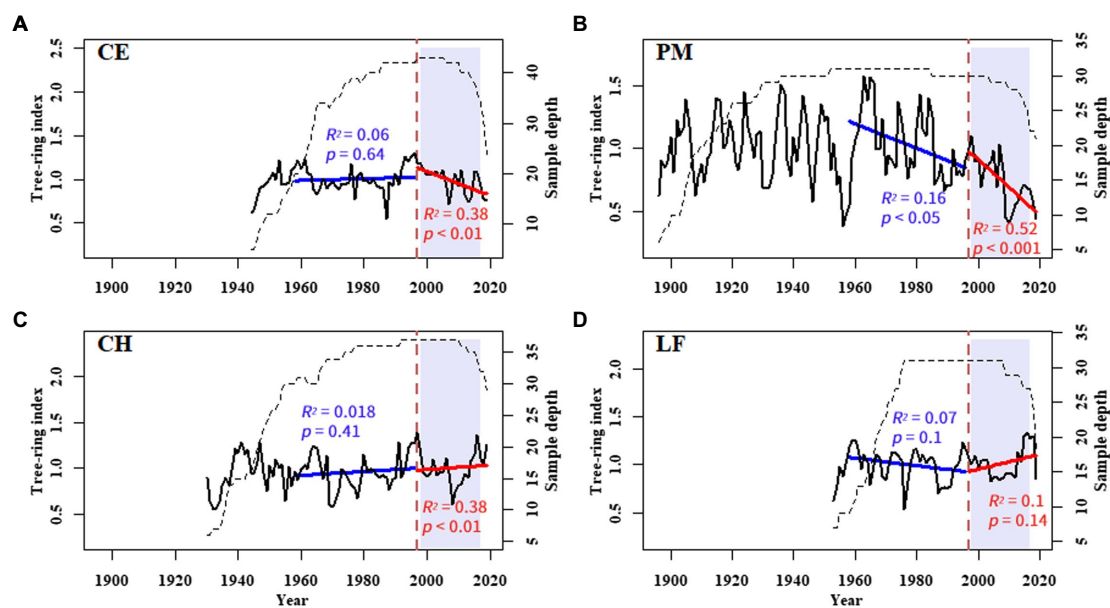 A
CE
Tree-ring index
0.5 1.0 1.5 2.0 2.5
R² = 0.06
p = 0.64
R² = 0.38
p < 0.01
10 20 30 40
Sample depth
1900 1920 1940 1960 1980 2000 2020
B
PM
Tree-ring index
0.5 1.0 1.5
R² = 0.16
p < 0.05
R² = 0.52
p < 0.001
5 10 15 20 25 30 35
Sample depth
1900 1920 1940 1960 1980 2000 2020
C
CH
Tree-ring index
0.5 1.0 1.5 2.0
R² = 0.018
p = 0.41
R² = 0.38
p < 0.01
5 10 15 20 25 30 35
Sample depth
1900 1920 1940 1960 1980 2000 2020
Year
D
LF
Tree-ring index
0.5 1.0 1.5 2.0
R² = 0.07
p = 0.1
R² = 0.1
p = 0.14
5 10 15 20 25 30 35
Sample depth
1900 1920 1940 1960 1980 2000 2020
Year